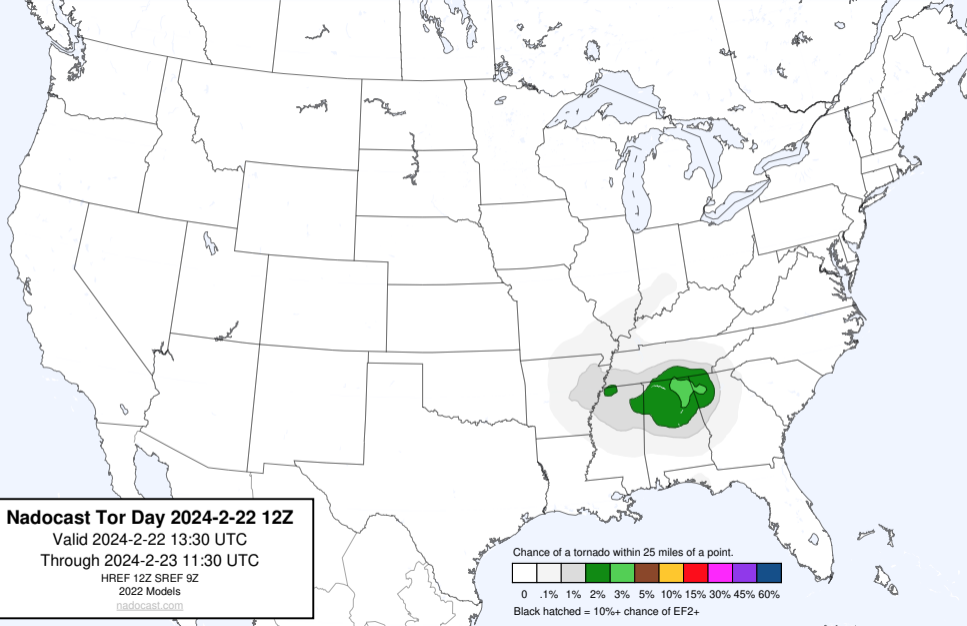 Nadocast Tor Day 2024-2-22 12Z
Valid 2024-2-22 13:30 UTC
Through 2024-2-23 11:30 UTC
HREF 12Z SREF 9Z
2022 Models
nadocast.com
Chance of a tornado within 25 miles of a point.
0 .1% 1% 2% 3% 5% 10% 15% 30% 45% 60%
Black hatched = 10%+ chance of EF2+